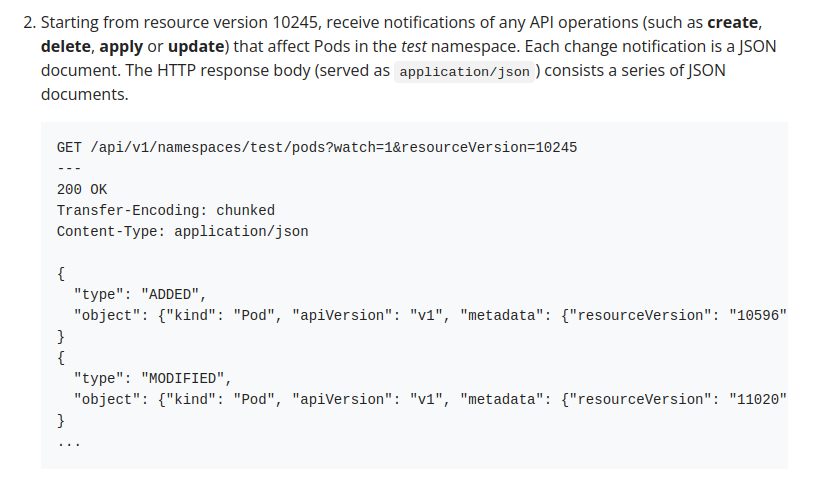 2. Starting from resource version 10245, receive notifications of any API operations (such as create,
delete, apply or update) that affect Pods in the test namespace. Each change notification is a JSON
document. The HTTP response body (served as application/json ) consists a series of JSON
documents.
GET /api/v1/namespaces/test/pods?watch=1&resourceVersion=10245
---
200 OK
Transfer-Encoding: chunked
Content-Type: application/json
{
"type": "ADDED",
"object": {"kind": "Pod", "apiVersion": "v1", "metadata": {"resourceVersion": "10596"
}
{
"type": "MODIFIED",
"object": {"kind": "Pod", "apiVersion": "v1", "metadata": {"resourceVersion": "11020"
}
...